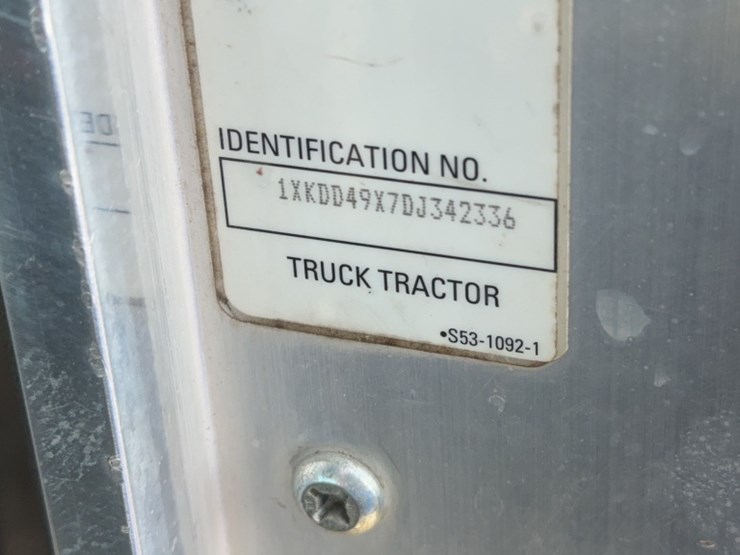 IDENTIFICATION NO.
1XKDD49X7DJ342336
TRUCK TRACTOR
•S53-1092-1